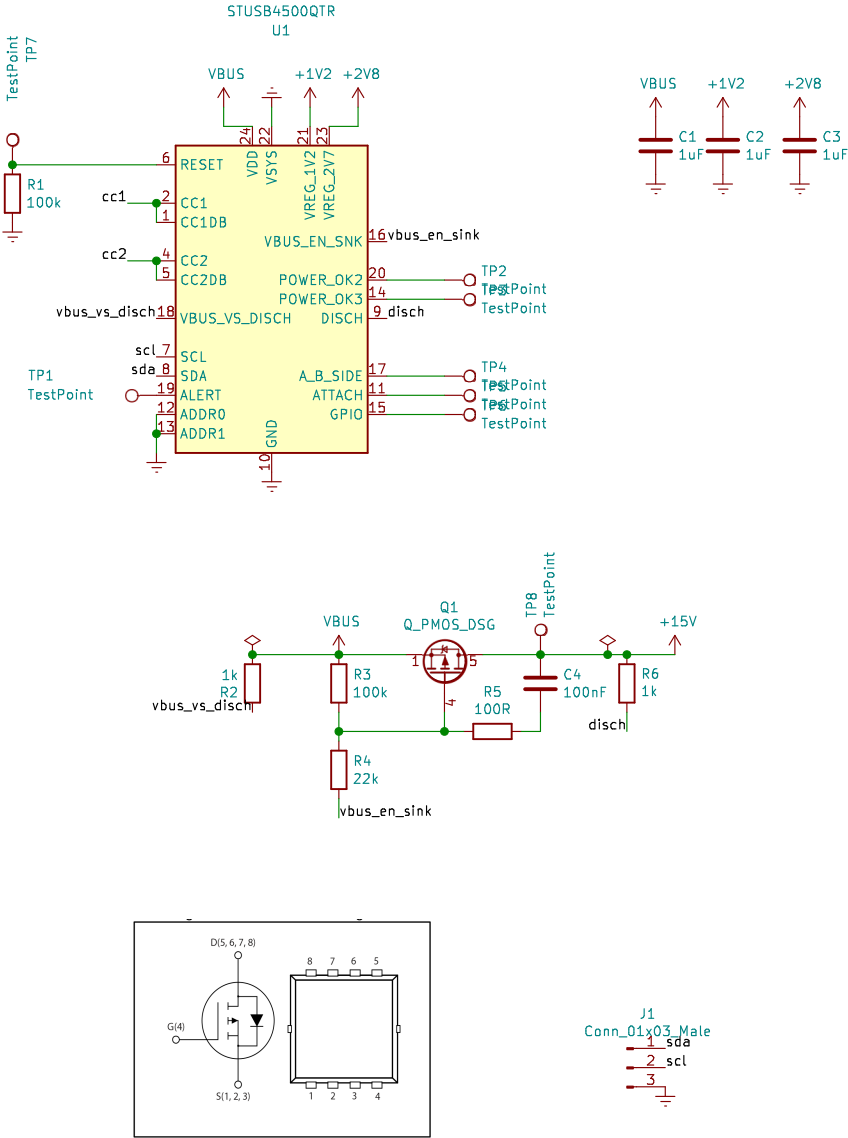 STUSB4500QTR
U1
TestPoint
TP7
VBUS
+1V2
+2V8
24
22
21
23
VDD
VSYS
VREG_1V2
VREG_2V7
6
RESET
R1
100k
cc1
2
CC1
1
CC1DB
cc2
4
CC2
5
CC2DB
vbus_vs_disch
18
VBUS_VS_DISCH
scl
7
SCL
sda
8
SDA
TP1
TestPoint
19
ALERT
12
ADDR0
13
ADDR1
GND
10
VBUS_EN_SNK
16
vbus_en_sink
POWER_OK2
20
TP2
TestPoint
POWER_OK3
14
TestPoint
DISCH
9
disch
A_B_SIDE
17
TP4
TestPoint
ATTACH
11
TestPoint
GPIO
15
TestPoint
VBUS
+1V2
+2V8
C1
1uF
C2
1uF
C3
1uF
1k
R2
vbus_vs_disch
VBUS
R3
100k
R4
22k
vbus_en_sink
Q1
Q_PMOS_DSG
1
5
4
R5
100R
TP8
TestPoint
C4
100nF
+15V
R6
1k
disch
D(5, 6, 7, 8)
G(4)
S(1, 2, 3)
8 7 6 5
1 2 3 4
J1
Conn_01x03_Male
1
sda
2
scl
3